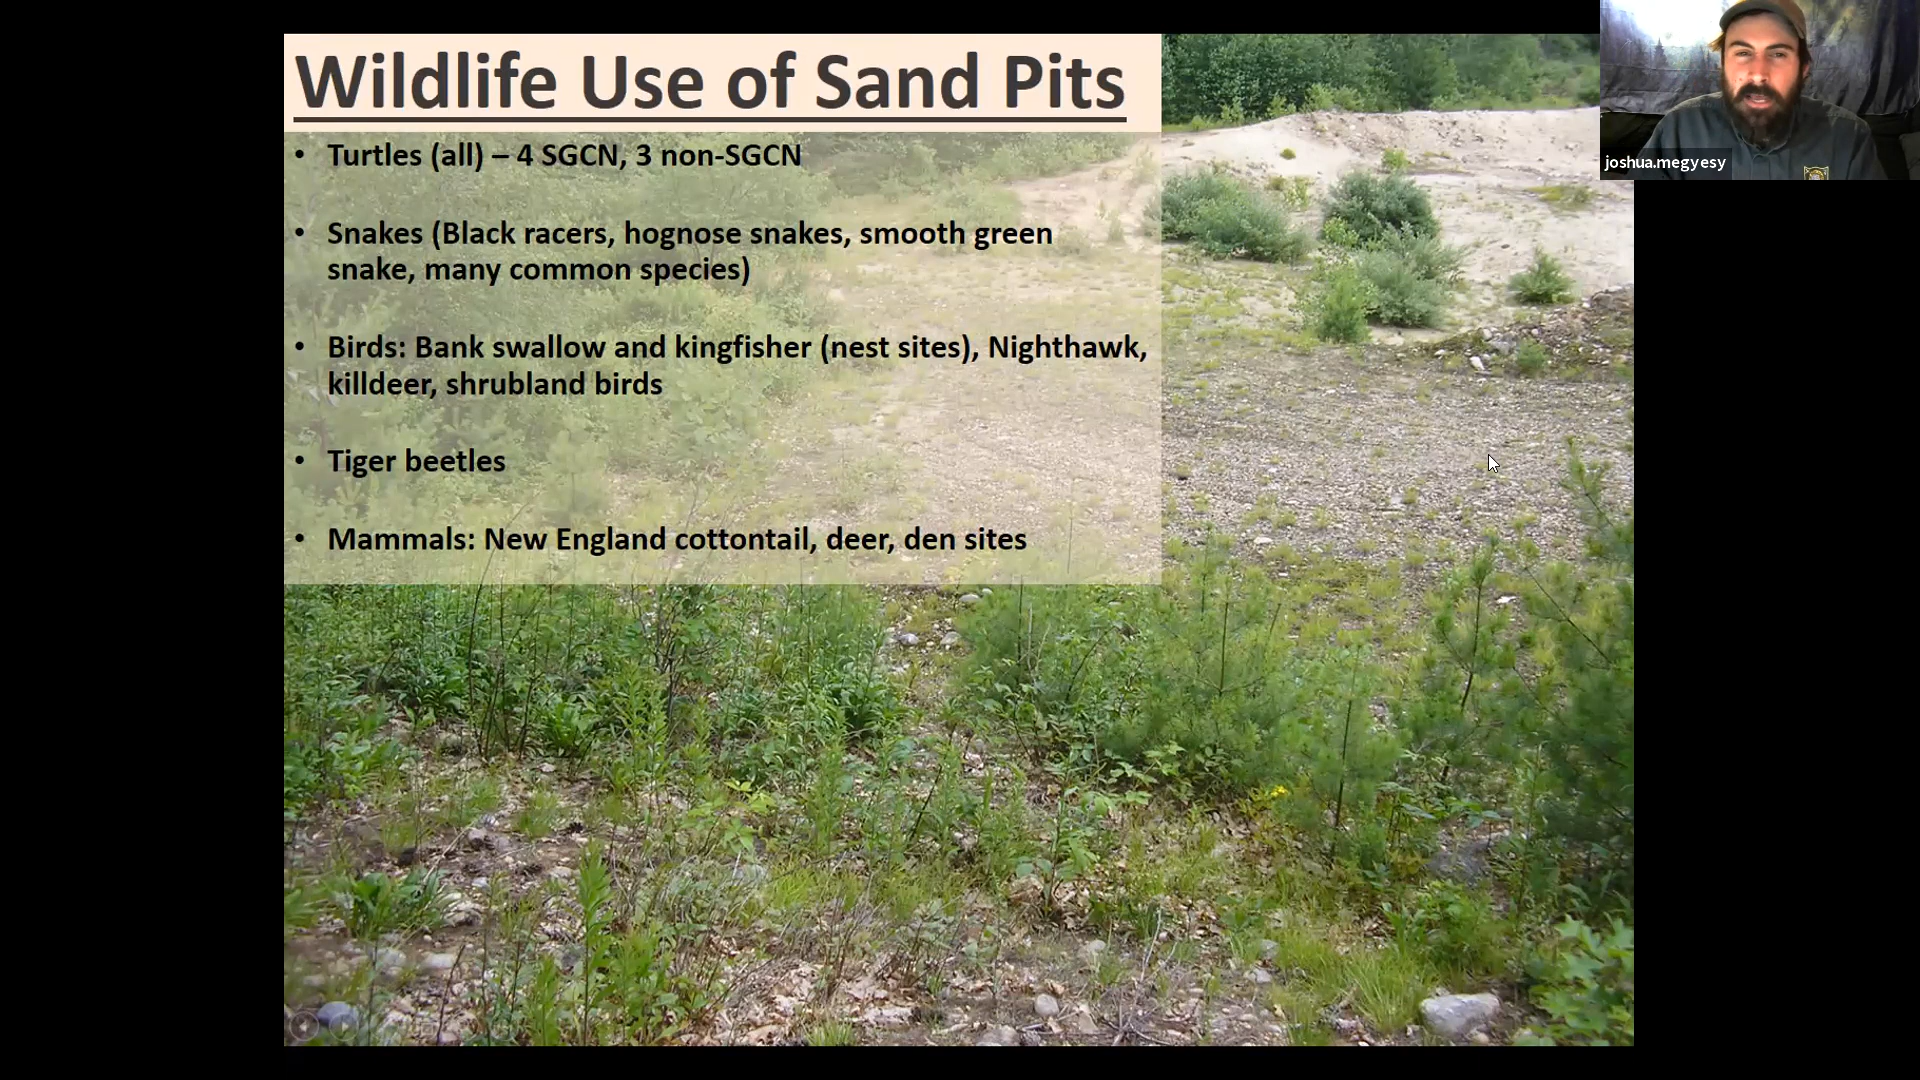 Wildlife Use of Sand Pits
• Turtles (all) – 4 SGCN, 3 non-SGCN
• Snakes (Black racers, hognose snakes, smooth green
snake, many common species)
• Birds: Bank swallow and kingfisher (nest sites), Nighthawk,
killdeer, shrubland birds
• Tiger beetles
• Mammals: New England cottontail, deer, den sites
joshua.megyesy